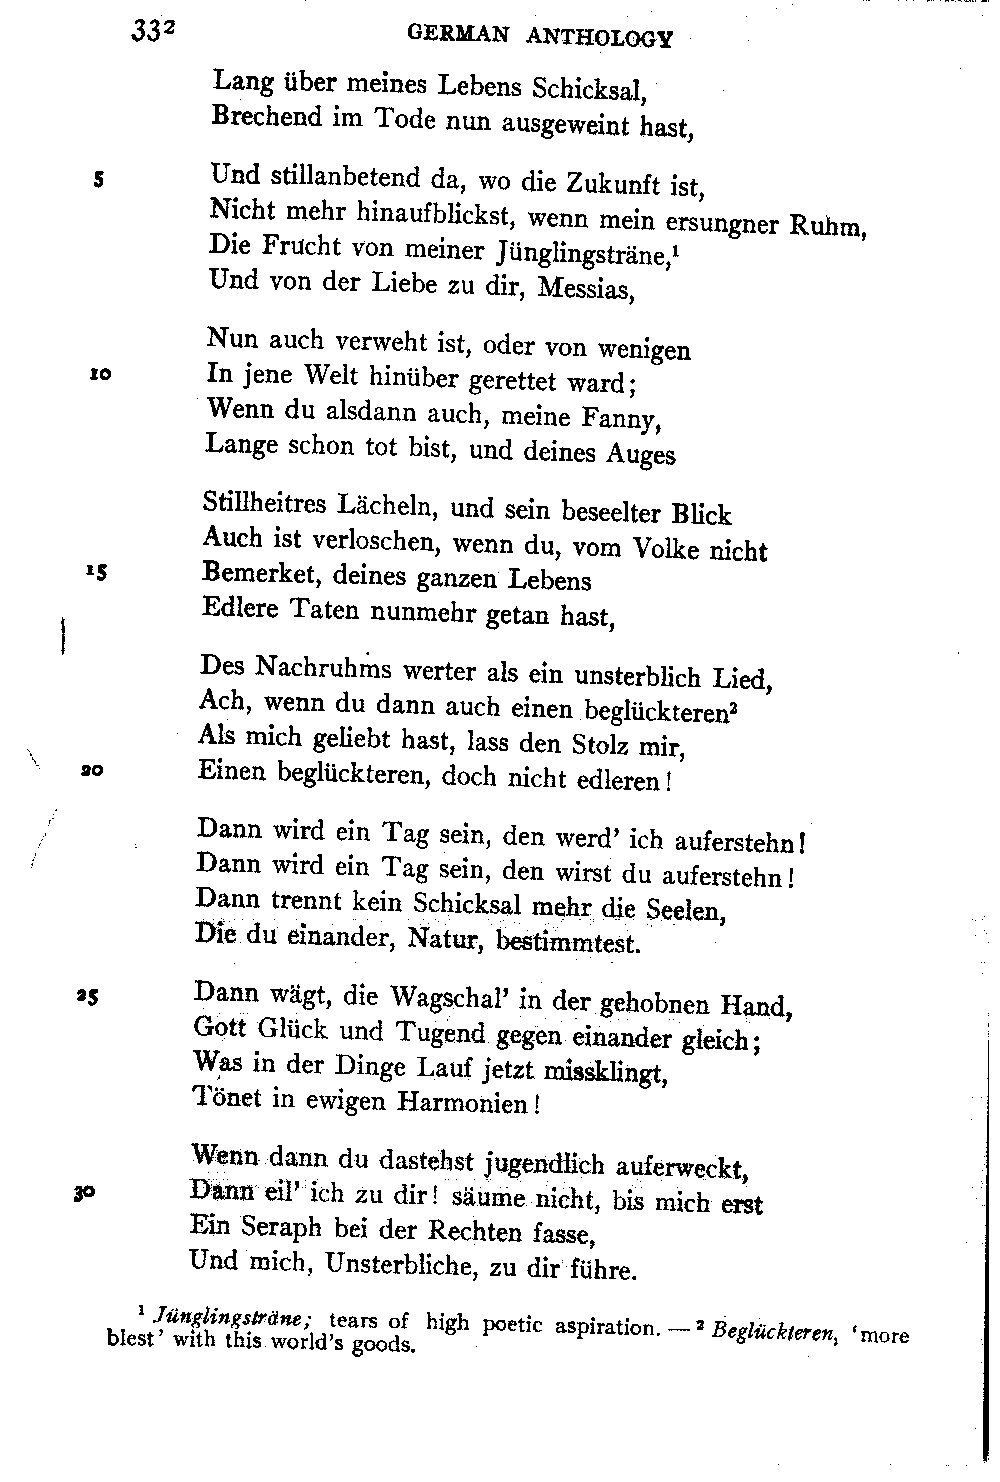 332 GERMAN ANTHOLOGY
Lang über meines Lebens Schicksal,
Brechend im Tode nun ausgeweint hast,
5 Und stillanbetend da, wo die Zukunft ist,
Nicht mehr hinaufblickst, wenn mein ersungner Ruhm,
Die Frucht von meiner Jünglingsträne,¹
Und von der Liebe zu dir, Messias,
Nun auch verweht ist, oder von wenigen
10 In jene Welt hinüber gerettet ward;
Wenn du alsdann auch, meine Fanny,
Lange schon tot bist, und deines Auges
Stillheitres Lächeln, und sein beseelter Blick
Auch ist verloschen, wenn du, vom Volke nicht
15 Bemerket, deines ganzen Lebens
Edlere Taten nunmehr getan hast,
Des Nachruhms werter als ein unsterblich Lied,
Ach, wenn du dann auch einen beglückteren²
Als mich geliebt hast, lass den Stolz mir,
20 Einen beglückteren, doch nicht edleren!
Dann wird ein Tag sein, den werd’ ich auferstehn!
Dann wird ein Tag sein, den wirst du auferstehn!
Dann trennt kein Schicksal mehr die Seelen,
Die du einander, Natur, bestimmtest.
25 Dann wägt, die Wagschal’ in der gehobnen Hand,
Gott Glück und Tugend gegen einander gleich;
Was in der Dinge Lauf jetzt missklingt,
Tönet in ewigen Harmonien!
Wenn dann du dastehst jugendlich auferweckt,
30 Dann eil’ ich zu dir! säume nicht, bis mich erst
Ein Seraph bei der Rechten fasse,
Und mich, Unsterbliche, zu dir führe.
¹ Jünglingsträne; tears of high poetic aspiration. — ² Beglückteren, ‘more
blest’ with this world’s goods.